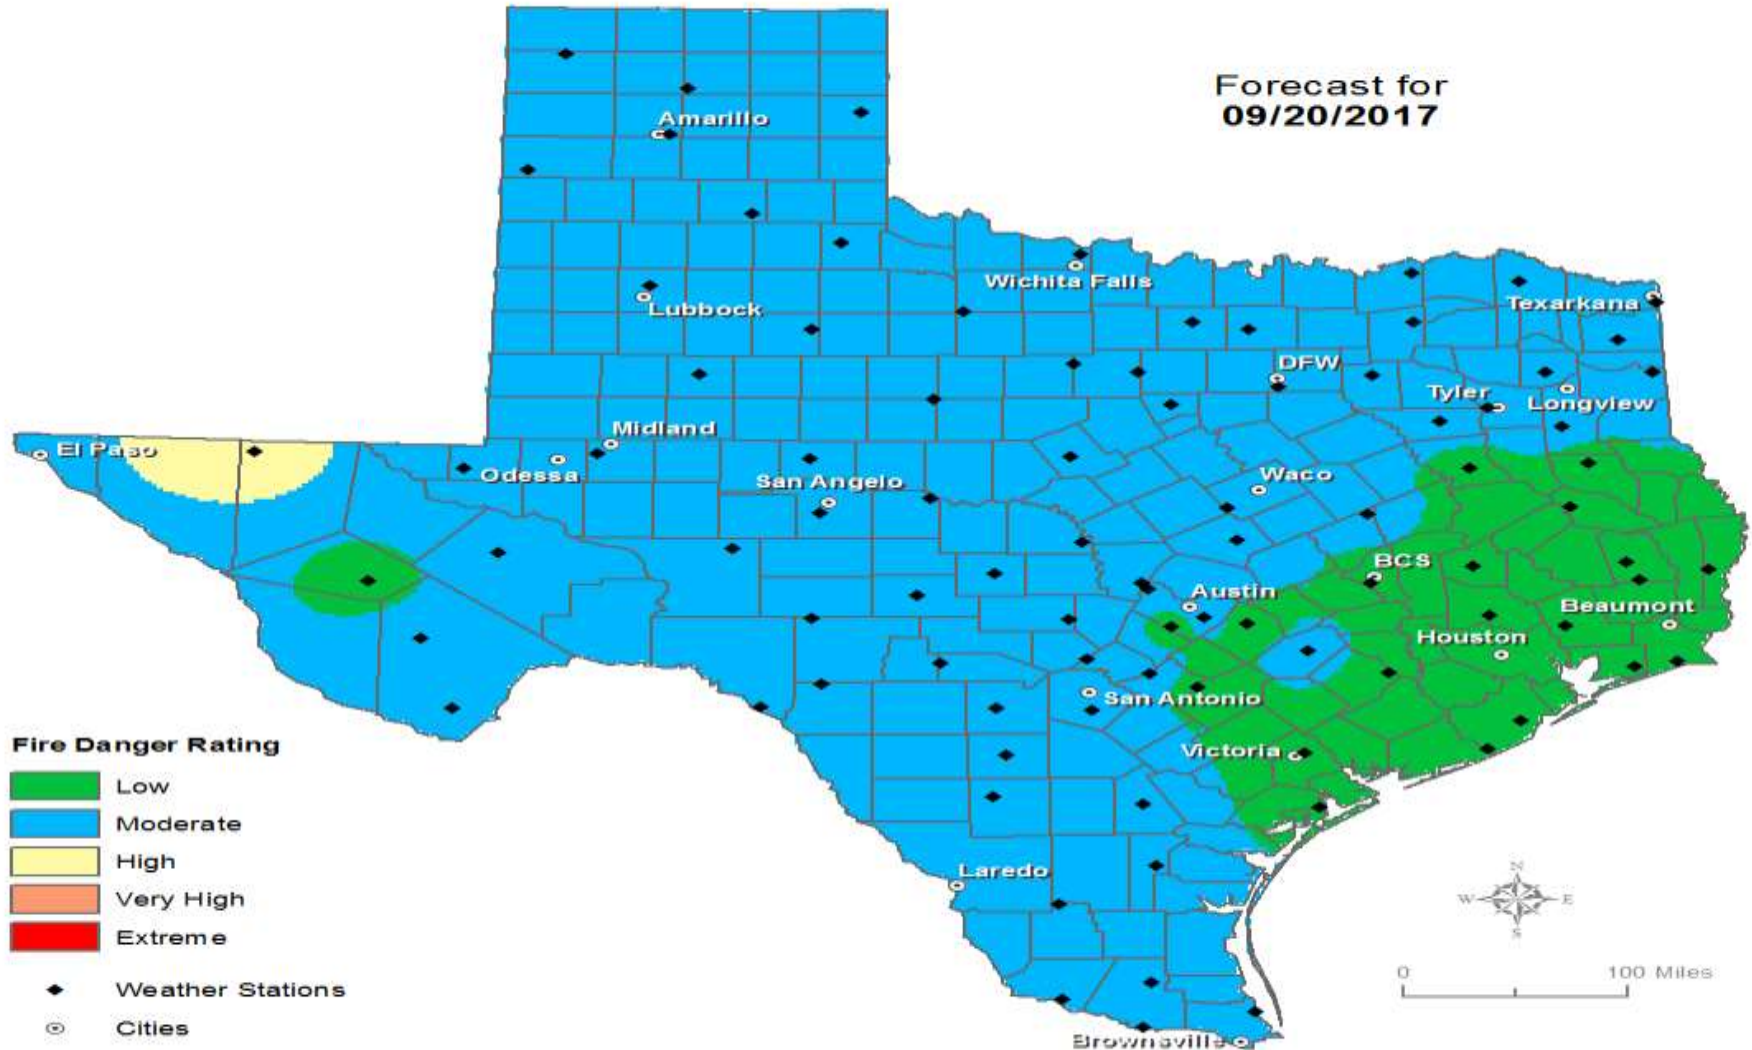 Forecast for
09/20/2017
Amarillo
Wichita Falls
Lubbock
Texarkana
DFW
Tyler
Longview
Midland
El Paso
Odessa
San Angelo
Waco
BCS
Austin
Beaumont
Houston
San Antonio
Victoria
Laredo
Brownsville
Fire Danger Rating
Low
Moderate
High
Very High
Extreme
Weather Stations
Cities
N
W E
S
0 100 Miles